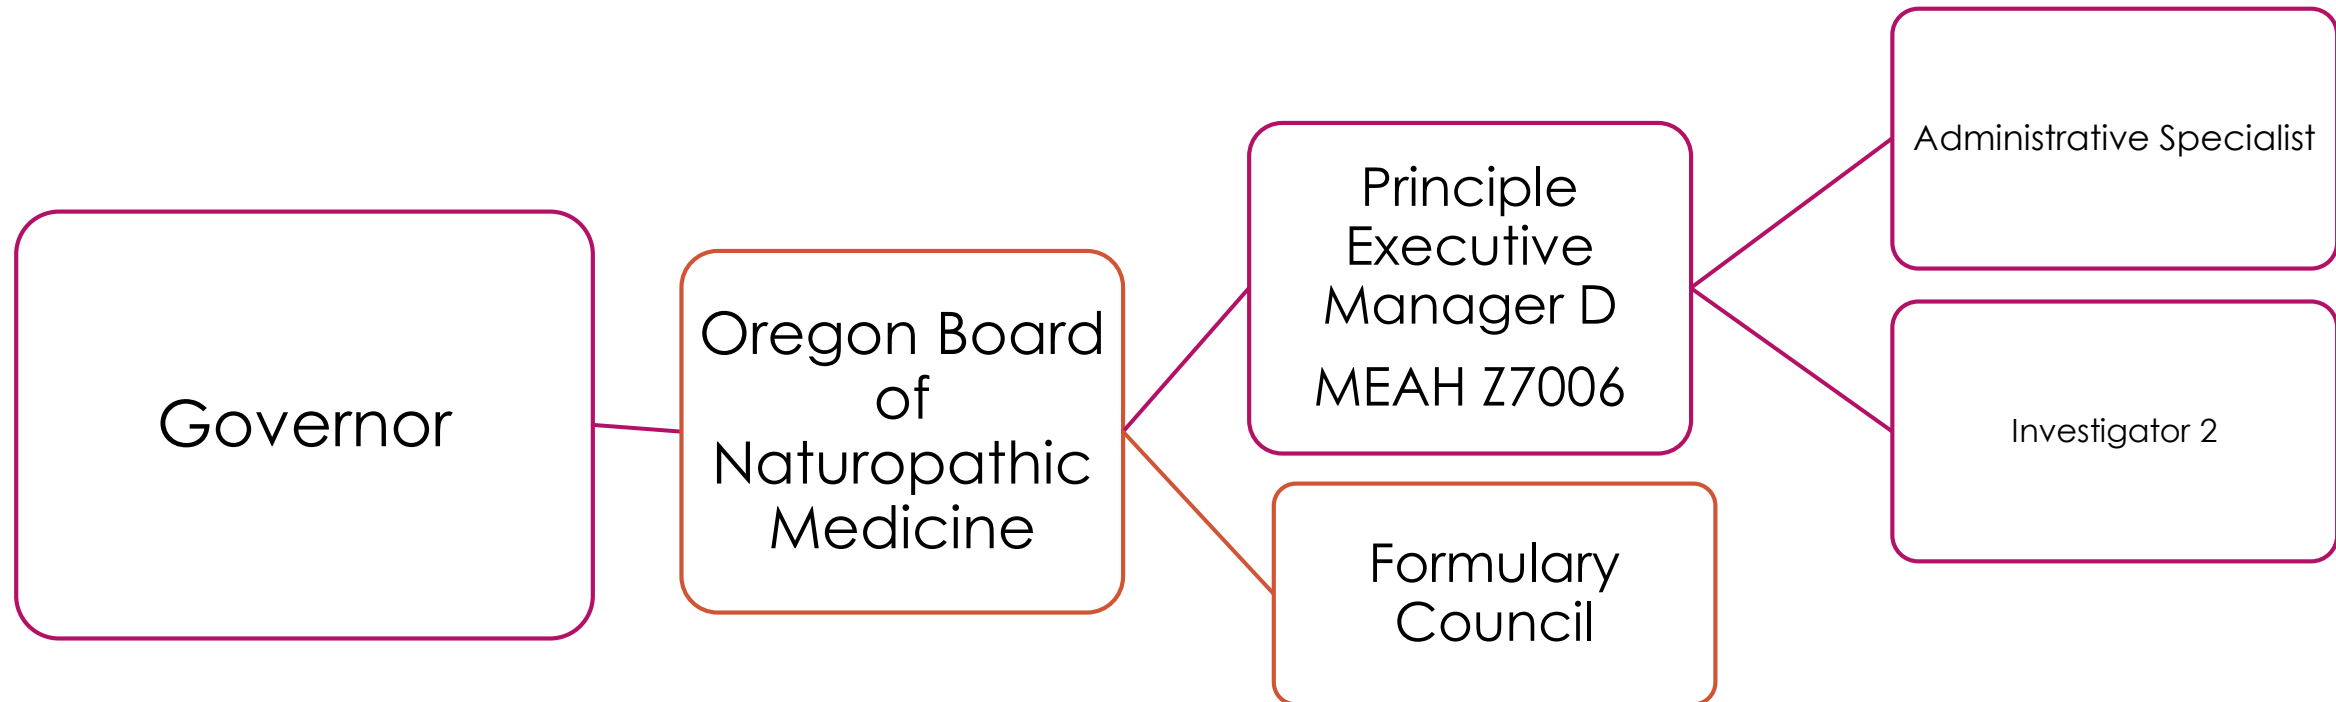 Governor
Oregon Board
of
Naturopathic
Medicine
Principle
Executive
Manager D
MEAH Z7006
Formulary
Council
Administrative Specialist
Investigator 2